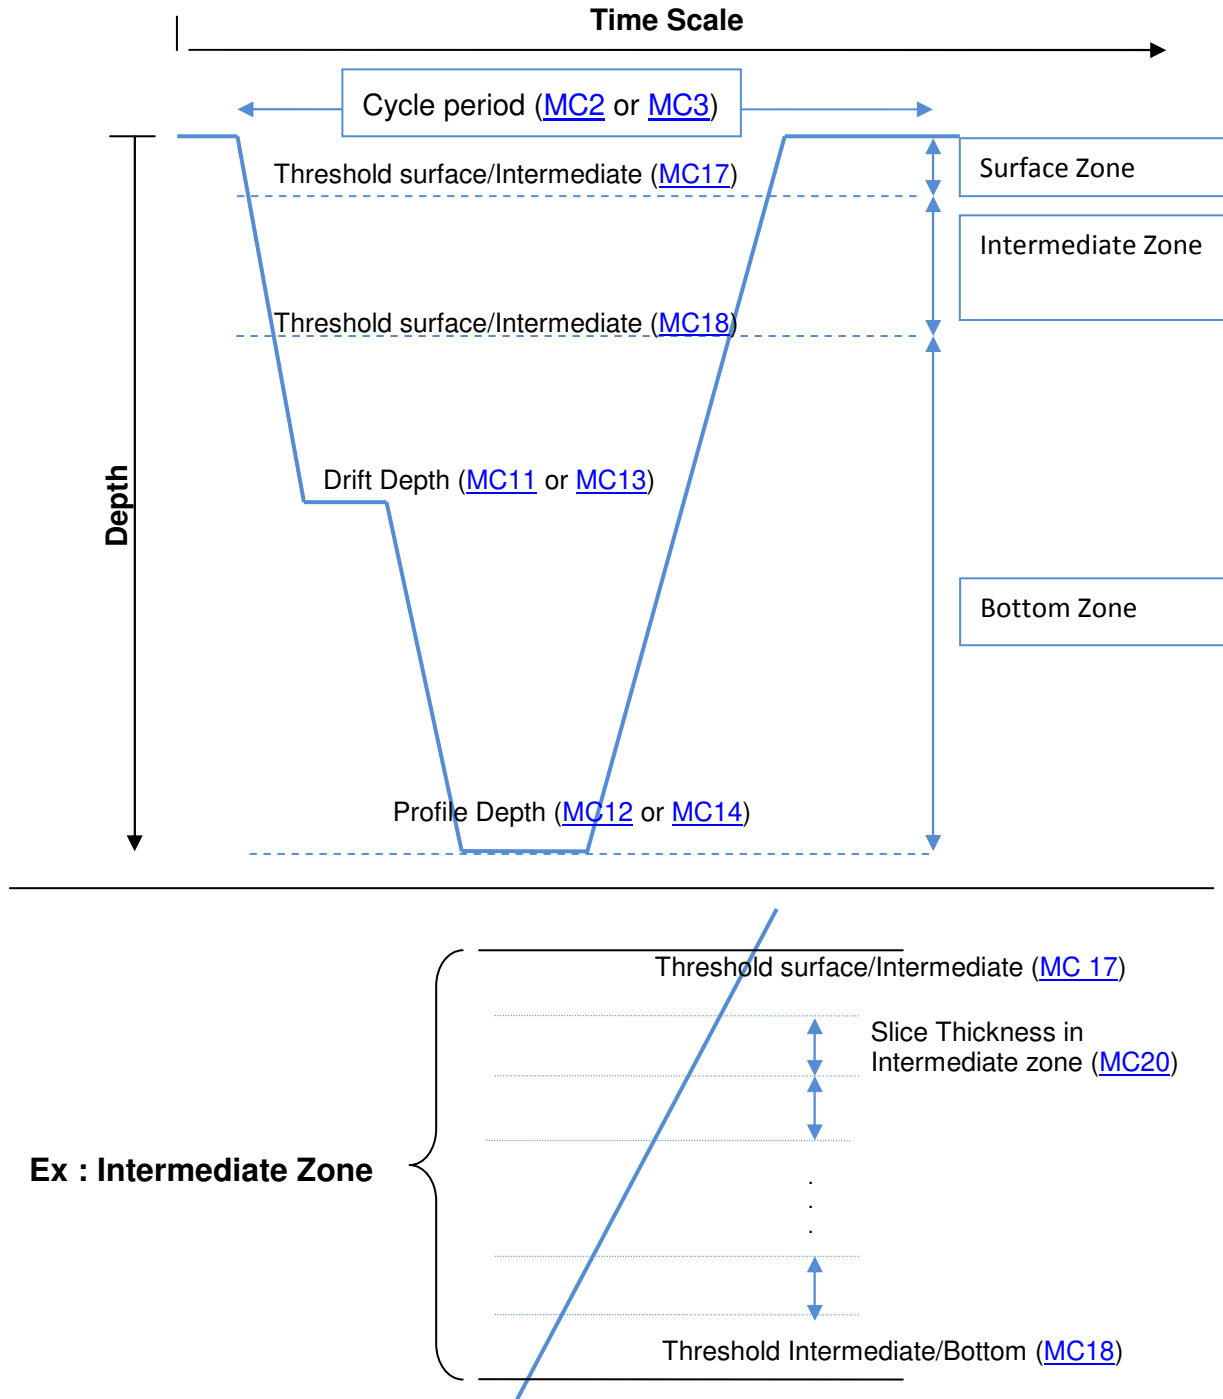 Time Scale
Cycle period (MC2 or MC3)
Threshold surface/Intermediate (MC17)
Surface Zone
Intermediate Zone
Threshold surface/Intermediate (MC18)
Depth
Drift Depth (MC11 or MC13)
Bottom Zone
Profile Depth (MC12 or MC14)
Threshold surface/Intermediate (MC 17)
Slice Thickness in
Intermediate zone (MC20)
Ex : Intermediate Zone
.
.
.
Threshold Intermediate/Bottom (MC18)